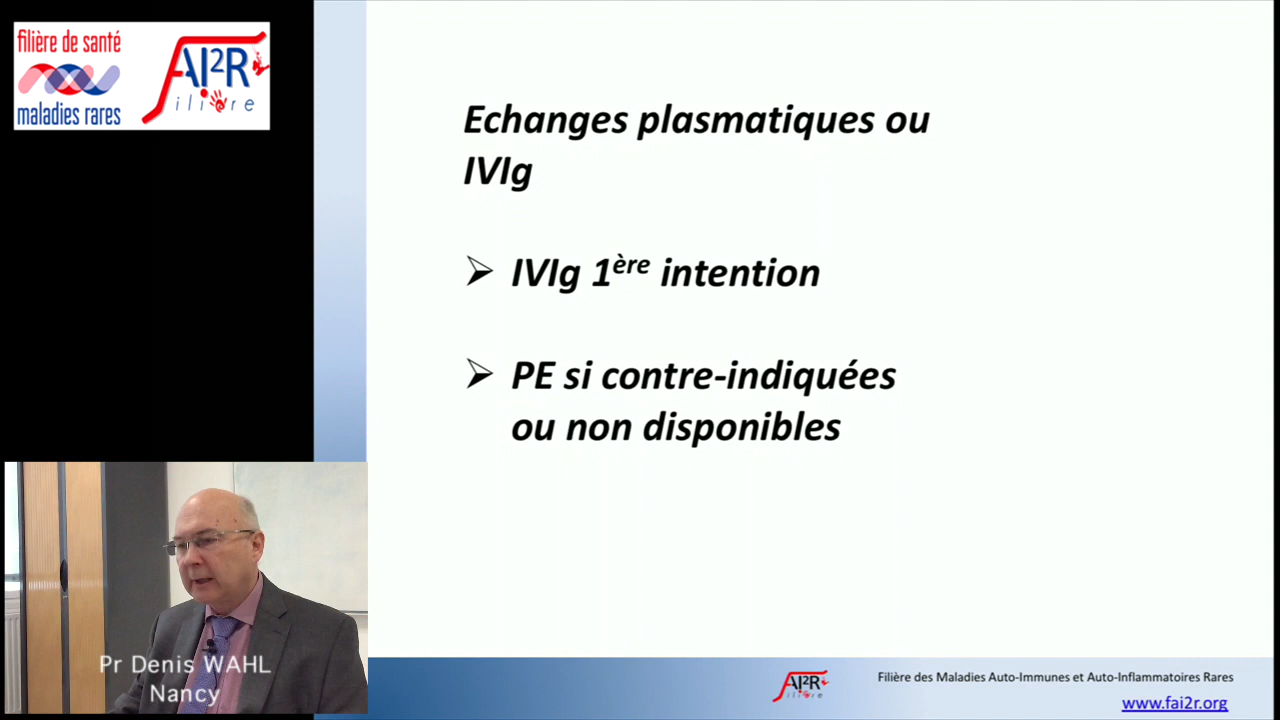 filière de santé
maladies rares
FAI²R
filière
Echanges plasmatiques ou
IVIg
➢ IVIg 1ère intention
➢ PE si contre-indiquées
ou non disponibles
Pr Denis WAHL
Nancy
FAI²R
filière
Filière des Maladies Auto-Immunes et Auto-Inflammatoires Rares
www.fai2r.org